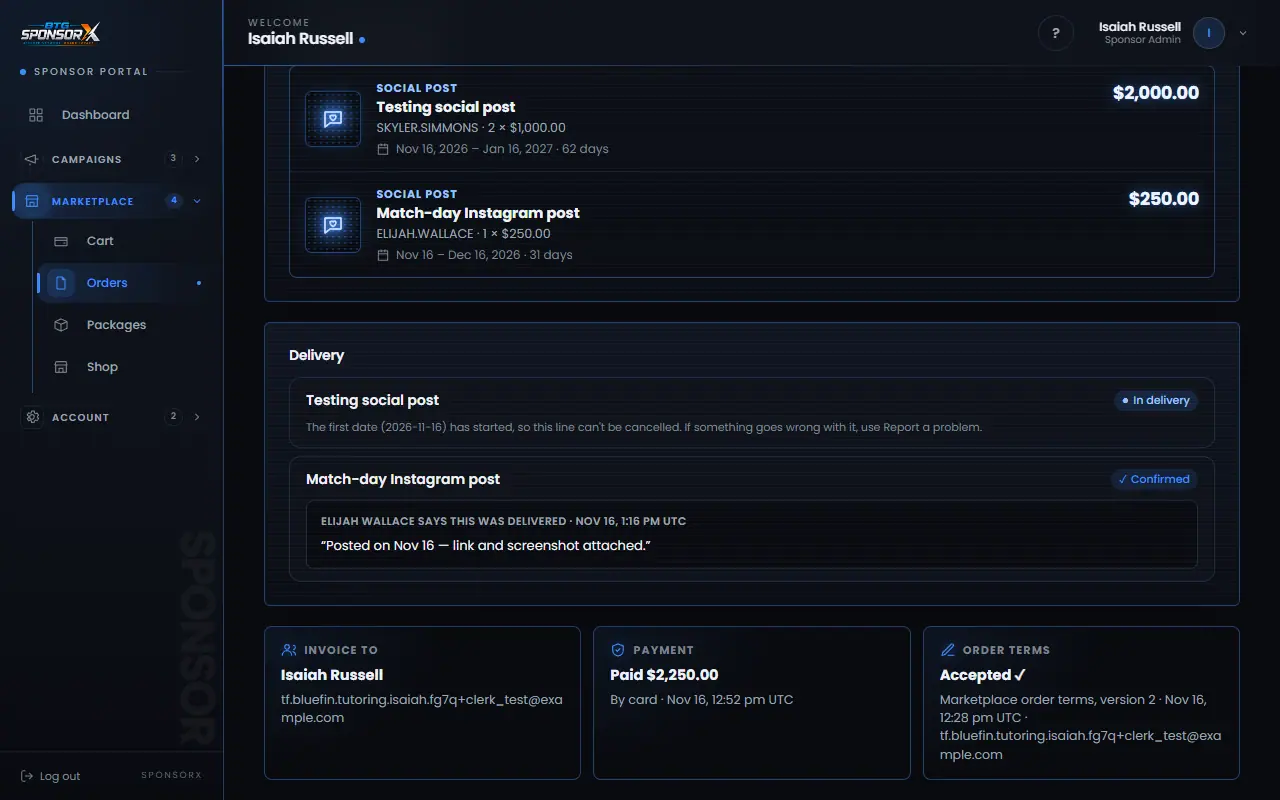 BTG
SPONSORX
SPONSOR PORTAL
Dashboard
CAMPAIGNS 3
MARKETPLACE 4
Cart
Orders
Packages
Shop
ACCOUNT 2
SPONSOR
Log out
SPONSORX
WELCOME
Isaiah Russell
?
Isaiah Russell
Sponsor Admin
I
SOCIAL POST
Testing social post
$2,000.00
SKYLER.SIMMONS · 2 × $1,000.00
Nov 16, 2026 – Jan 16, 2027 · 62 days
SOCIAL POST
Match-day Instagram post
$250.00
ELIJAH.WALLACE · 1 × $250.00
Nov 16 – Dec 16, 2026 · 31 days
Delivery
Testing social post
In delivery
The first date (2026-11-16) has started, so this line can't be cancelled. If something goes wrong with it, use Report a problem.
Match-day Instagram post
✓ Confirmed
ELIJAH WALLACE SAYS THIS WAS DELIVERED · NOV 16, 1:16 PM UTC
“Posted on Nov 16 — link and screenshot attached.”
INVOICE TO
Isaiah Russell
tf.bluefin.tutoring.isaiah.fg7q+clerk_test@exa
mple.com
PAYMENT
Paid $2,250.00
By card · Nov 16, 12:52 pm UTC
ORDER TERMS
Accepted ✓
Marketplace order terms, version 2 · Nov 16,
12:28 pm UTC ·
tf.bluefin.tutoring.isaiah.fg7q+clerk_test@exa
mple.com